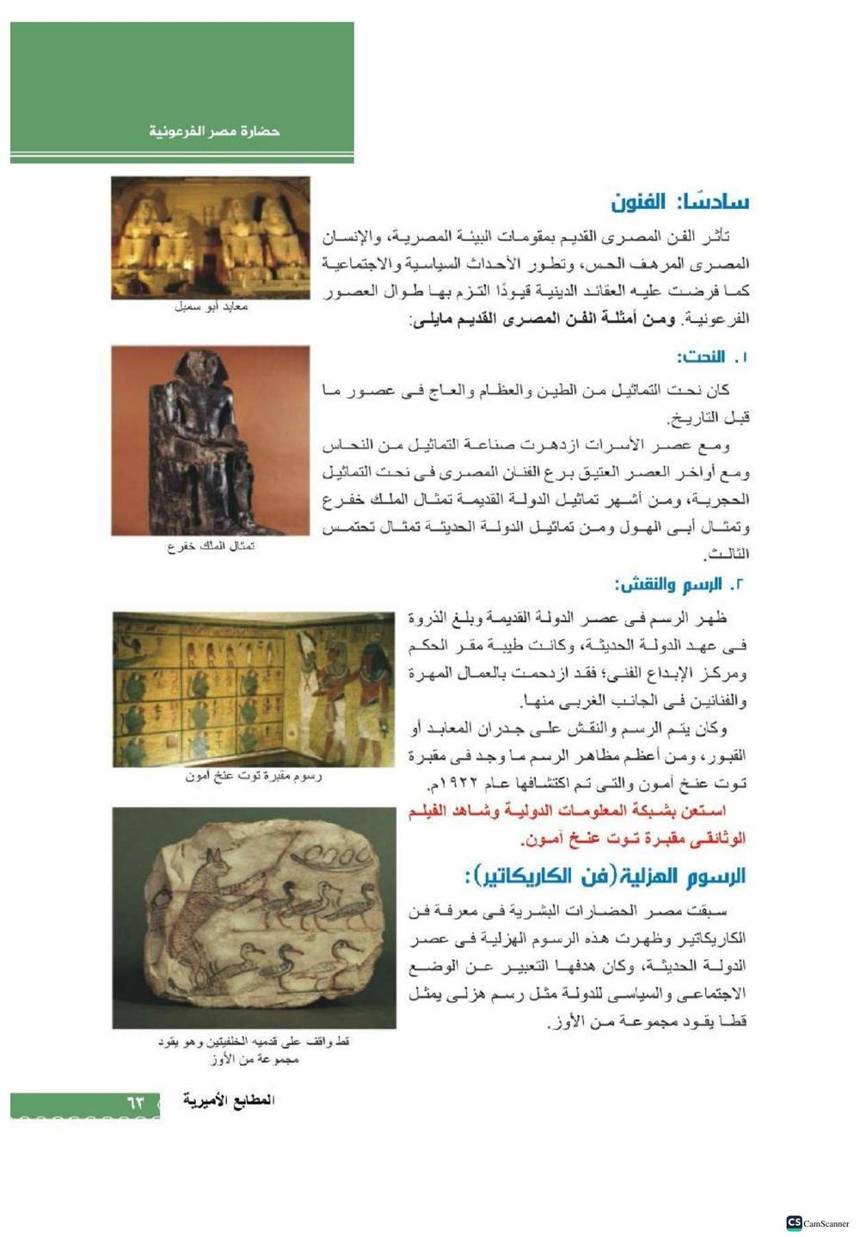 حضارة مصر الفرعونية
سادسًا: الفنون
تأثر الفن المصرى القديم بمقومات البيئة المصرية، والإنسان
المصرى المرهف الحس، وتطور الأحداث السياسية والاجتماعية
كما فرضت عليه العقائد الدينية قيودًا التزم بها طوال العصور
الفرعونية. ومن أمثلة الفن المصرى القديم مايلى:
معابد أبو سمبل
١. النحت:
كان نحت التماثيل من الطين والعظام والعاج فى عصور ما
قبل التاريخ.
ومع عصر الأسرات ازدهرت صناعة التماثيل من النحاس
ومع أواخر العصر العتيق برع الفنان المصرى فى نحت التماثيل
الحجرية، ومن أشهر تماثيل الدولة القديمة تمثال الملك خفرع
وتمثال أبى الهول ومن تماثيل الدولة الحديثة تمثال تحتمس
الثالث.
تمثال الملك خفرع
٢. الرسم والنقش:
ظهر الرسم فى عصر الدولة القديمة وبلغ الذروة
فى عهد الدولة الحديثة، وكانت طيبة مقر الحكم
ومركز الإبداع الفنى؛ فقد ازدحمت بالعمال المهرة
والفنانين فى الجانب الغربى منها.
وكان يتم الرسم والنقش على جدران المعابد أو
القبور، ومن أعظم مظاهر الرسم ما وجد فى مقبرة
توت عنخ آمون والتى تم اكتشافها عام ١٩٢٢م.
رسوم مقبرة توت عنخ آمون
استعن بشبكة المعلومات الدولية وشاهد الفيلم
الوثائقى مقبرة توت عنخ آمون.
الرسوم الهزلية (فن الكاريكاتير):
سبقت مصر الحضارات البشرية فى معرفة فن
الكاريكاتير وظهرت هذه الرسوم الهزلية فى عصر
الدولة الحديثة، وكان هدفها التعبير عن الوضع
الاجتماعى والسياسى للدولة مثل رسم هزلى يمثل
قطا يقود مجموعة من الأوز.
قط واقف على قدميه الخلفيتين وهو يقود
مجموعة من الأوز
المطابع الأميرية
٦٣
CS CamScanner